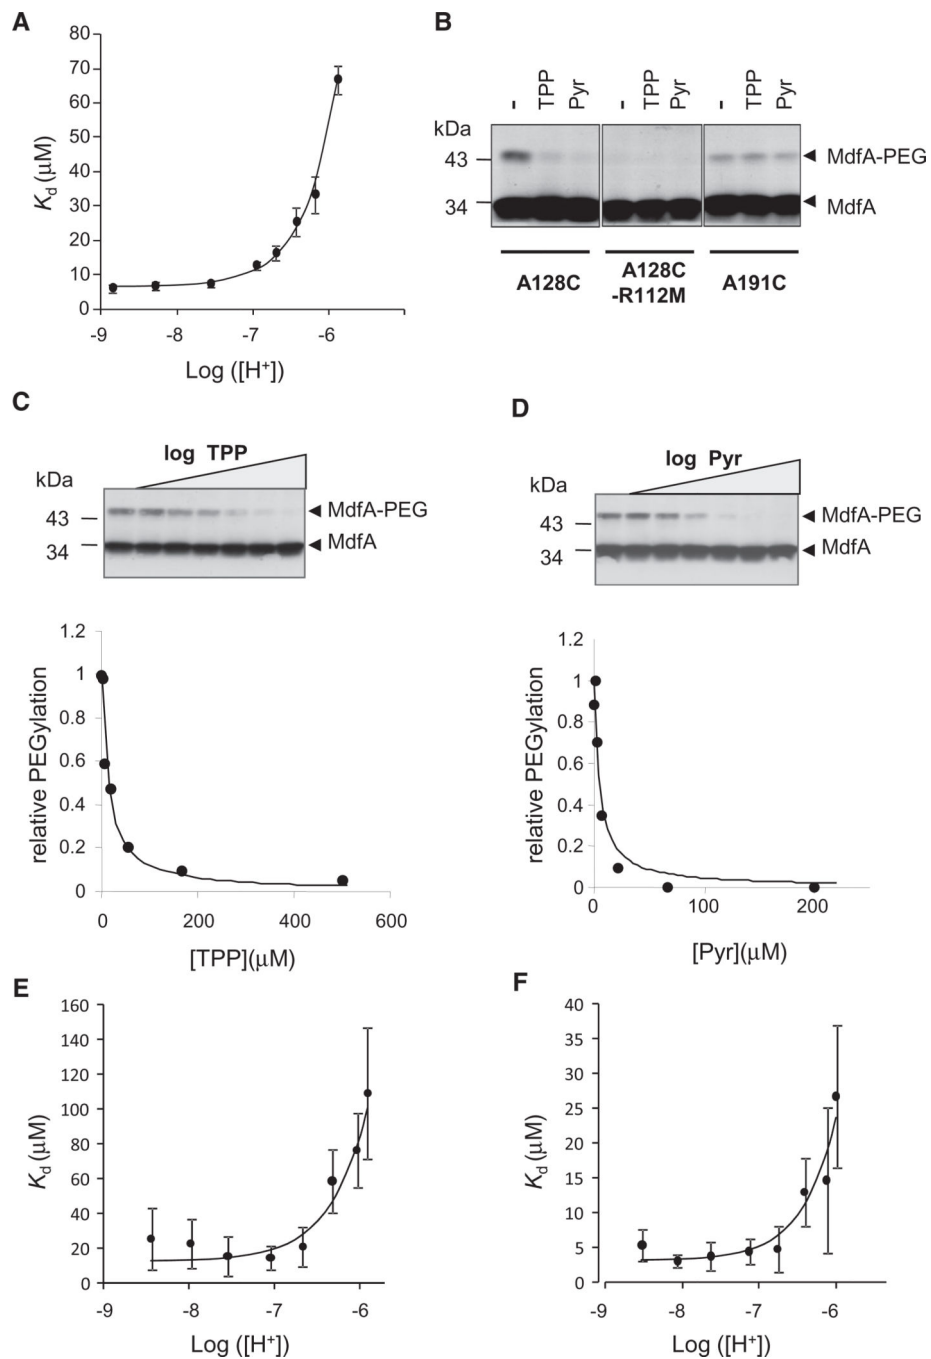 A
80
70
60
50
40
30
20
10
0
Kd (µM)
-9 -8 -7 -6
Log ([H+])
B
- TPP Pyr - TPP Pyr - TPP Pyr
kDa
43
34
MdfA-PEG
MdfA
A128C
A128C
-R112M
A191C
C
log TPP
kDa
43
34
MdfA-PEG
MdfA
1.2
1
0.8
0.6
0.4
0.2
0
relative PEGylation
0 200 400 600
[TPP](µM)
D
log Pyr
kDa
43
34
MdfA-PEG
MdfA
1.2
1
0.8
0.6
0.4
0.2
0
relative PEGylation
0 100 200
[Pyr](µM)
E
160
140
120
100
80
60
40
20
0
Kd (µM)
-9 -8 -7 -6
Log ([H+])
F
40
35
30
25
20
15
10
5
0
Kd (µM)
-9 -8 -7 -6
Log ([H+])